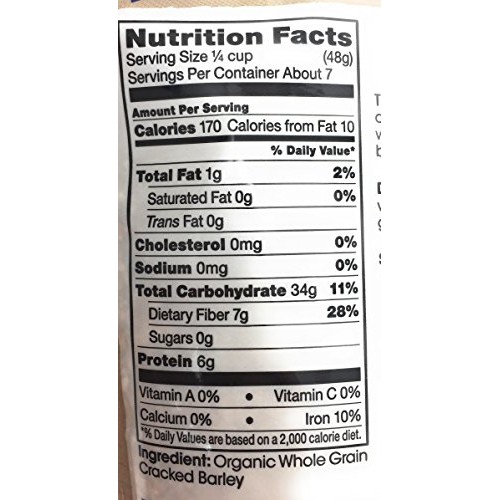 Nutrition Facts
Serving Size ¼ cup (48g)
Servings Per Container About 7
Amount Per Serving
Calories 170 Calories from Fat 10
% Daily Value*
Total Fat 1g 2%
Saturated Fat 0g 0%
Trans Fat 0g
Cholesterol 0mg 0%
Sodium 0mg 0%
Total Carbohydrate 34g 11%
Dietary Fiber 7g 28%
Sugars 0g
Protein 6g
Vitamin A 0% • Vitamin C 0%
Calcium 0% • Iron 10%
*% Daily Values are based on a 2,000 calorie diet.
Ingredient: Organic Whole Grain
Cracked Barley